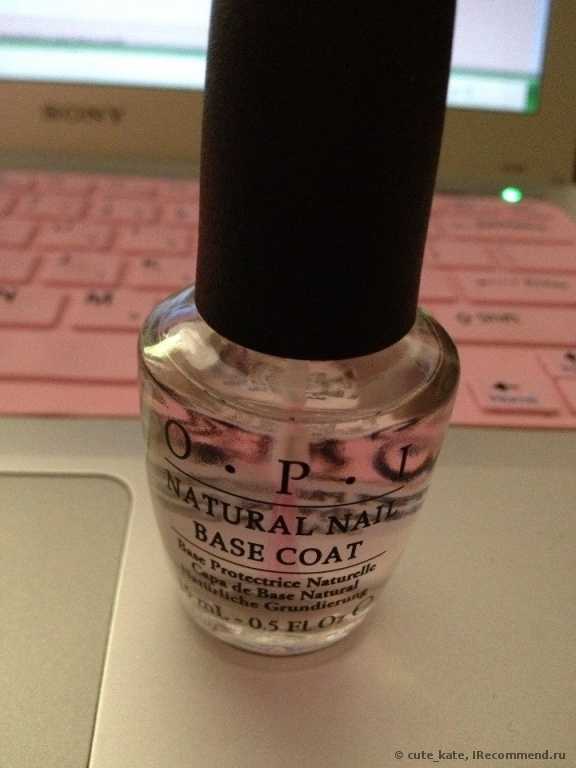 SONY
N
M
Shift
O·P·I
NATURAL NAIL
BASE COAT
Base Protectrice Naturelle
Capa de Base Natural
Natürliche Grundierung
15 mL - 0.5 FL Oz e
© cute_kate, IRecommend.ru